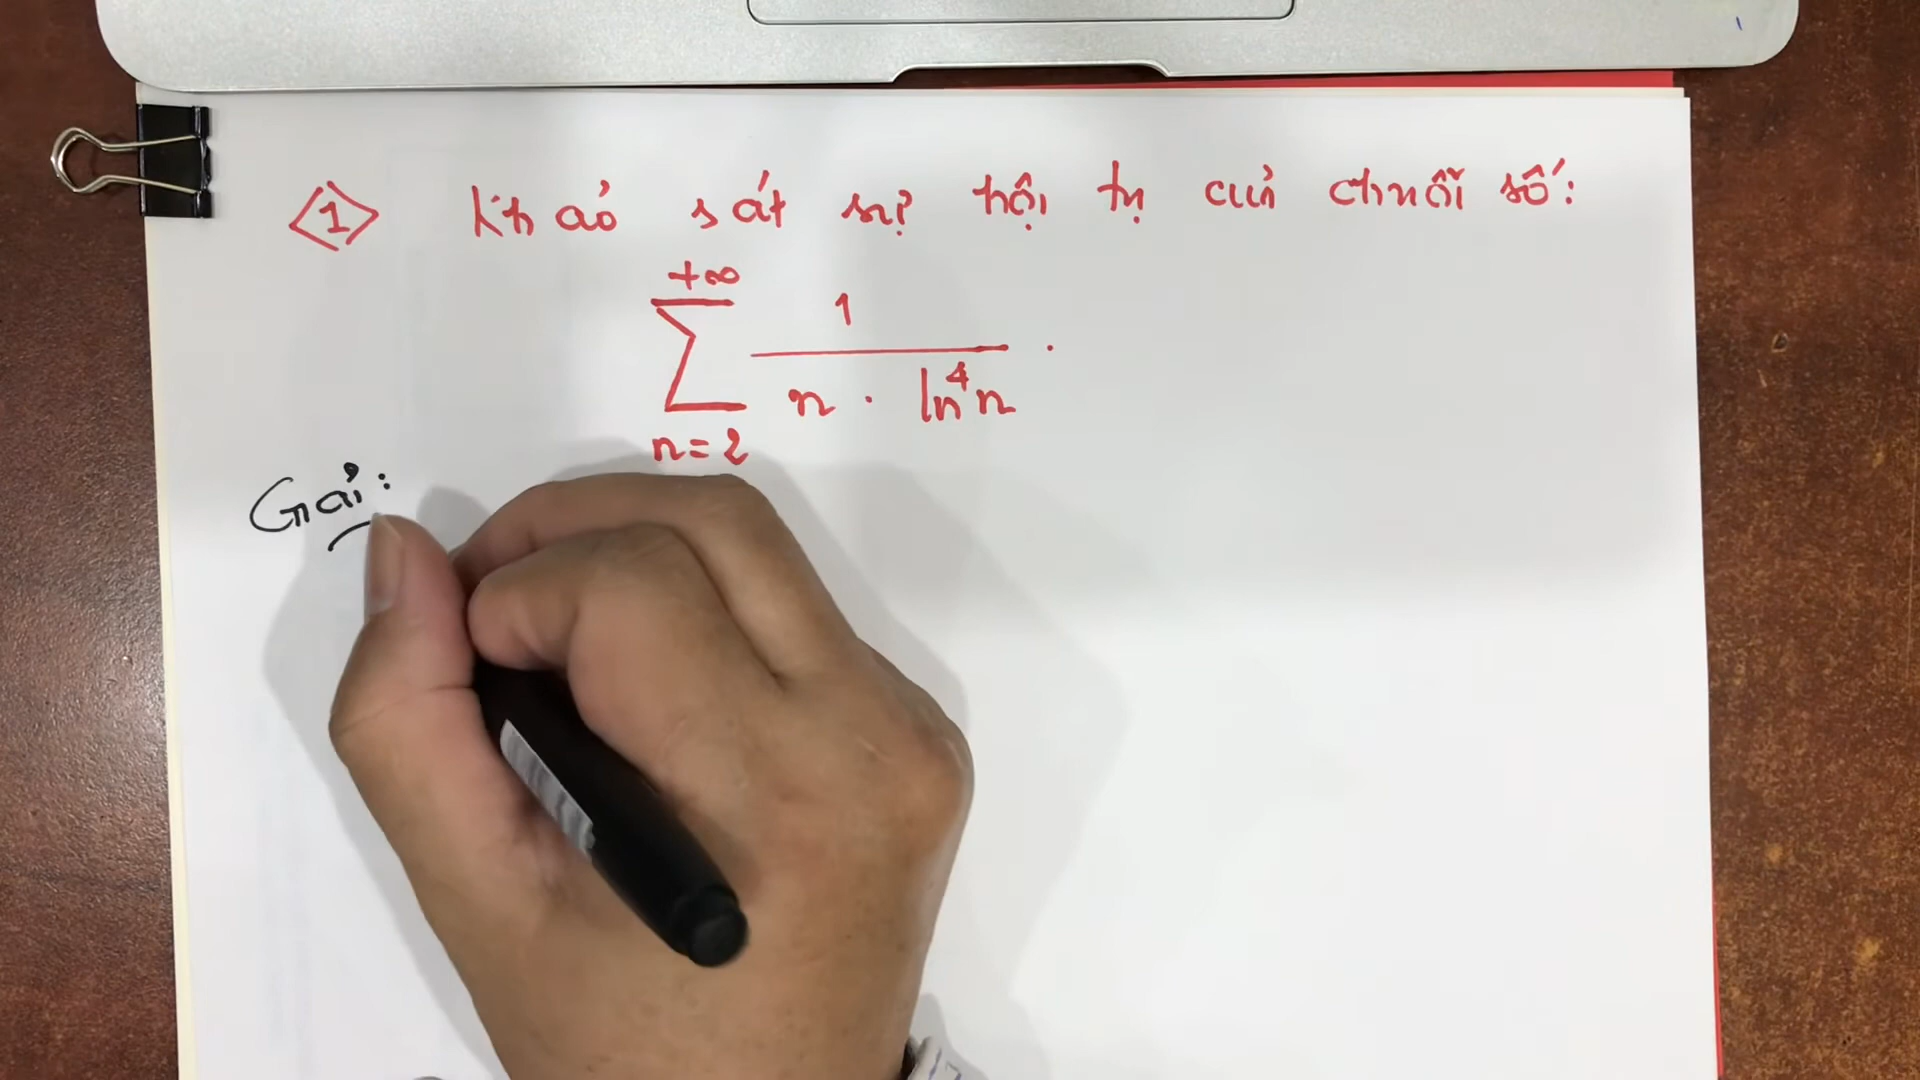 1 Khảo sát sự hội tụ của chuỗi số:
+∞
∑ 1 / n . ln⁴n .
n=2
Giải: